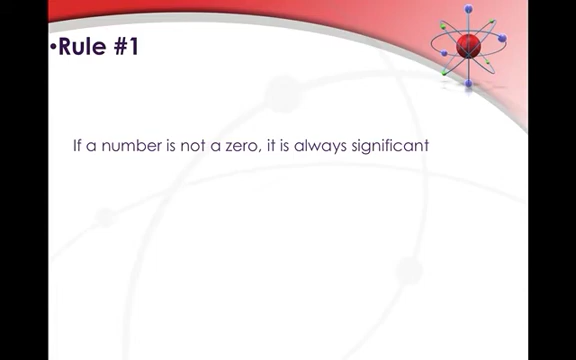 •Rule #1
If a number is not a zero, it is always significant